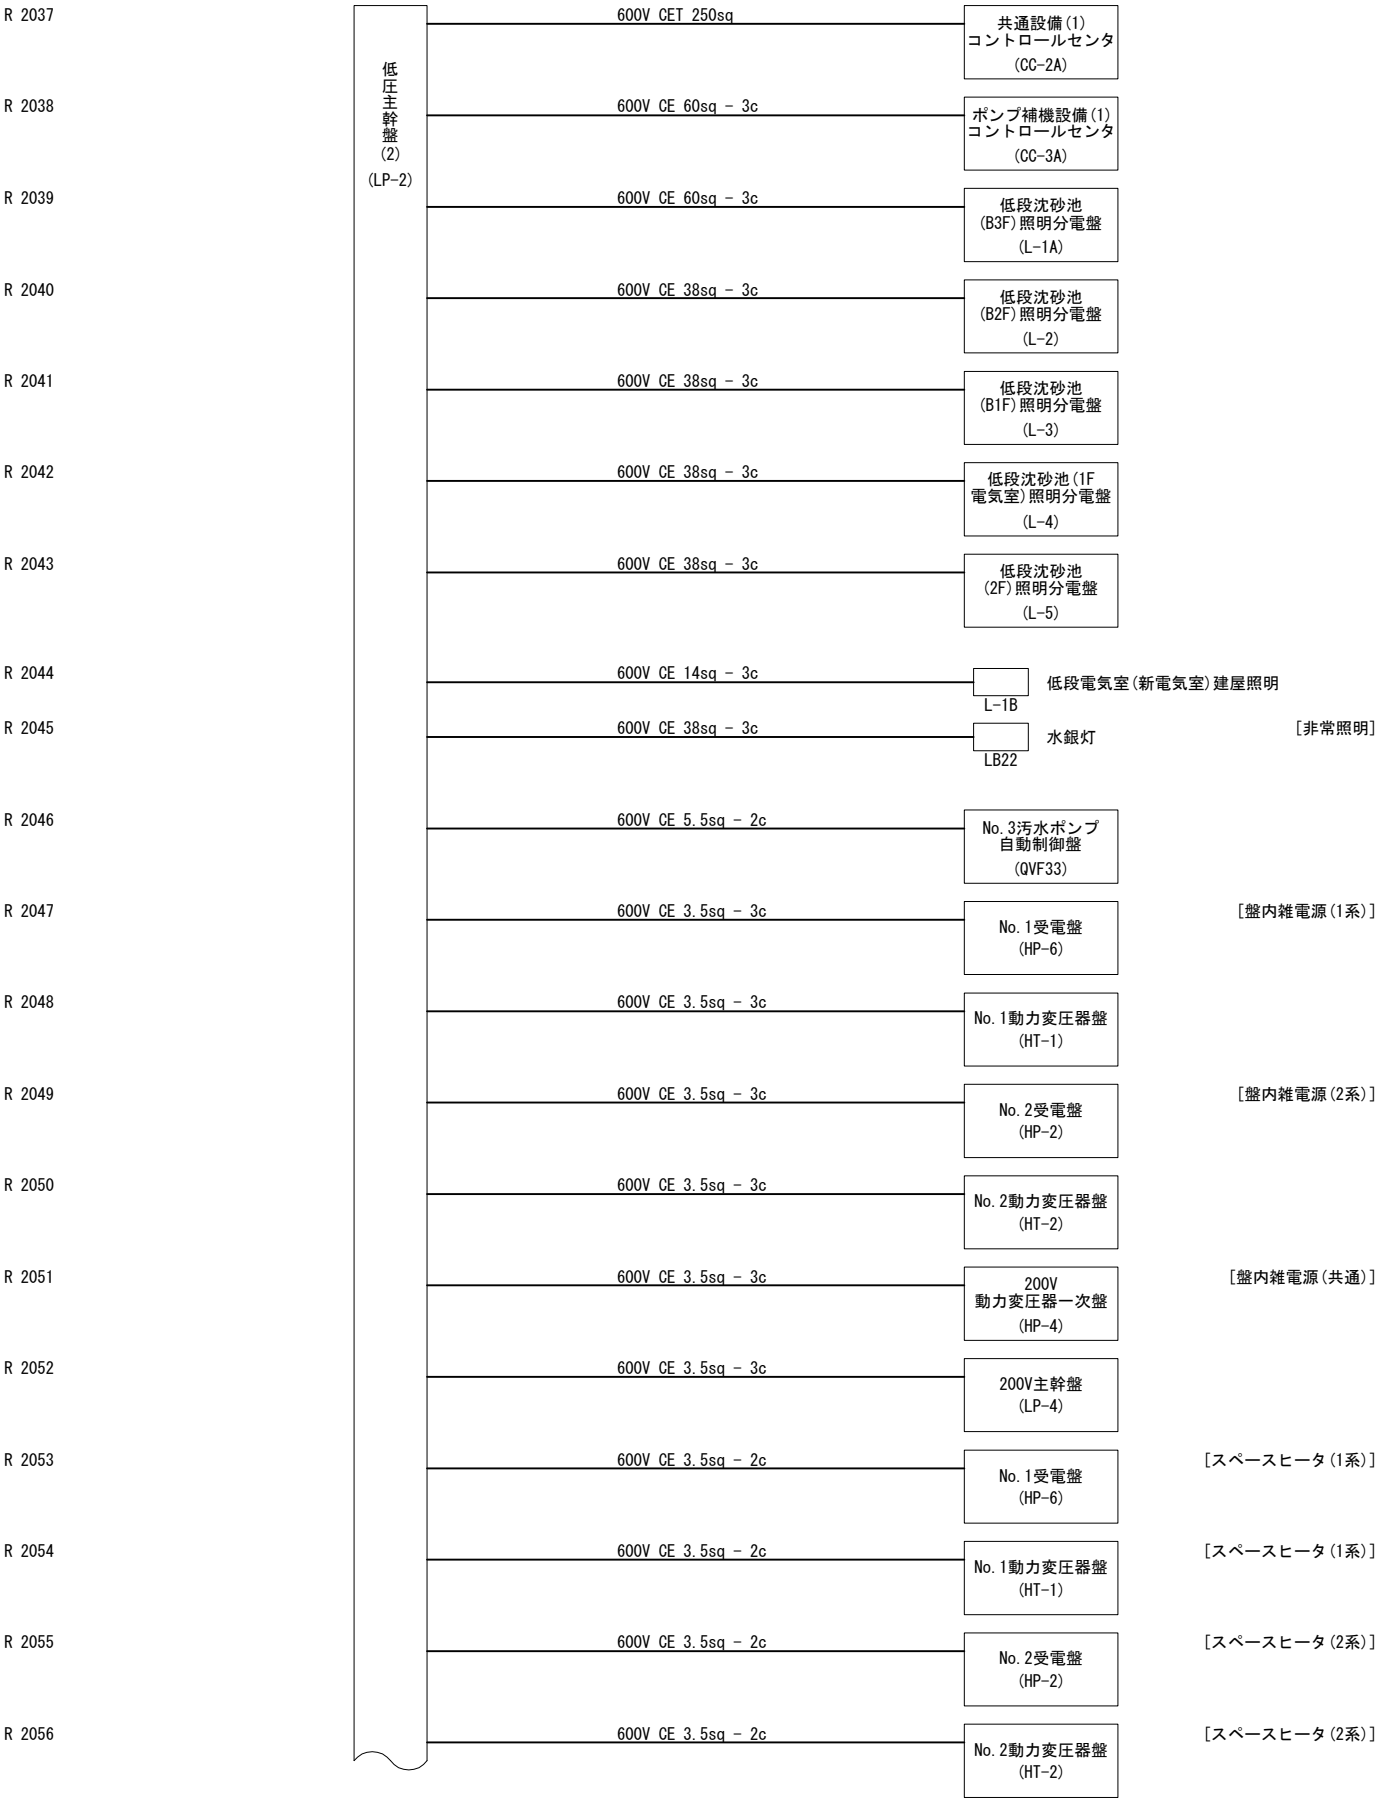 低圧主幹盤
(2)
(LP-2)
R 2037
600V CET 250sq
共通設備(1)
コントロールセンタ
(CC-2A)
R 2038
600V CE 60sq - 3c
ポンプ補機設備(1)
コントロールセンタ
(CC-3A)
R 2039
600V CE 60sq - 3c
低段沈砂池
(B3F)照明分電盤
(L-1A)
R 2040
600V CE 38sq - 3c
低段沈砂池
(B2F)照明分電盤
(L-2)
R 2041
600V CE 38sq - 3c
低段沈砂池
(B1F)照明分電盤
(L-3)
R 2042
600V CE 38sq - 3c
低段沈砂池(1F
電気室)照明分電盤
(L-4)
R 2043
600V CE 38sq - 3c
低段沈砂池
(2F)照明分電盤
(L-5)
R 2044
600V CE 14sq - 3c
L-1B
低段電気室(新電気室)建屋照明
R 2045
600V CE 38sq - 3c
LB22
水銀灯
[非常照明]
R 2046
600V CE 5.5sq - 2c
No.3汚水ポンプ
自動制御盤
(QVF33)
R 2047
600V CE 3.5sq - 3c
No.1受電盤
(HP-6)
[盤内雑電源(1系)]
R 2048
600V CE 3.5sq - 3c
No.1動力変圧器盤
(HT-1)
R 2049
600V CE 3.5sq - 3c
No.2受電盤
(HP-2)
[盤内雑電源(2系)]
R 2050
600V CE 3.5sq - 3c
No.2動力変圧器盤
(HT-2)
R 2051
600V CE 3.5sq - 3c
200V
動力変圧器一次盤
(HP-4)
[盤内雑電源(共通)]
R 2052
600V CE 3.5sq - 3c
200V主幹盤
(LP-4)
R 2053
600V CE 3.5sq - 2c
No.1受電盤
(HP-6)
[スペースヒータ(1系)]
R 2054
600V CE 3.5sq - 2c
No.1動力変圧器盤
(HT-1)
[スペースヒータ(1系)]
R 2055
600V CE 3.5sq - 2c
No.2受電盤
(HP-2)
[スペースヒータ(2系)]
R 2056
600V CE 3.5sq - 2c
No.2動力変圧器盤
(HT-2)
[スペースヒータ(2系)]